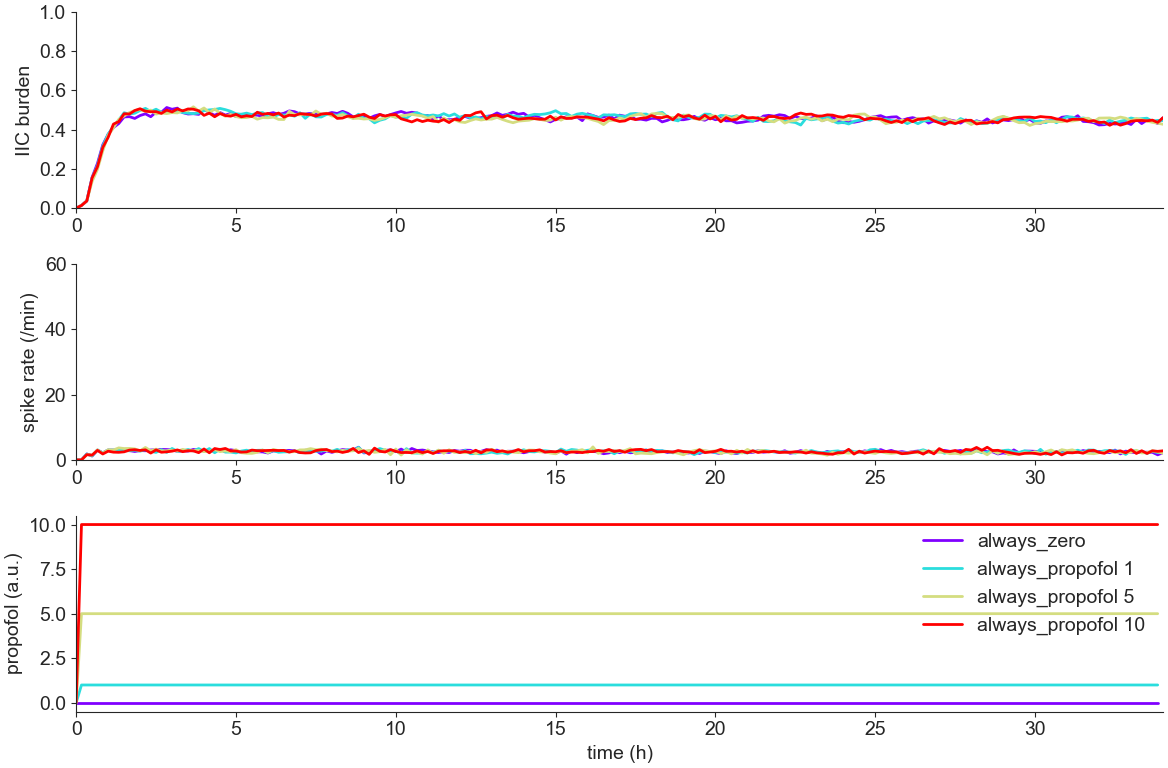 IIC burden
1.0
0.8
0.6
0.4
0.2
0.0
0 5 10 15 20 25 30
spike rate (/min)
60
40
20
0
0 5 10 15 20 25 30
propofol (a.u.)
10.0
7.5
5.0
2.5
0.0
always_zero
always_propofol 1
always_propofol 5
always_propofol 10
0 5 10 15 20 25 30
time (h)